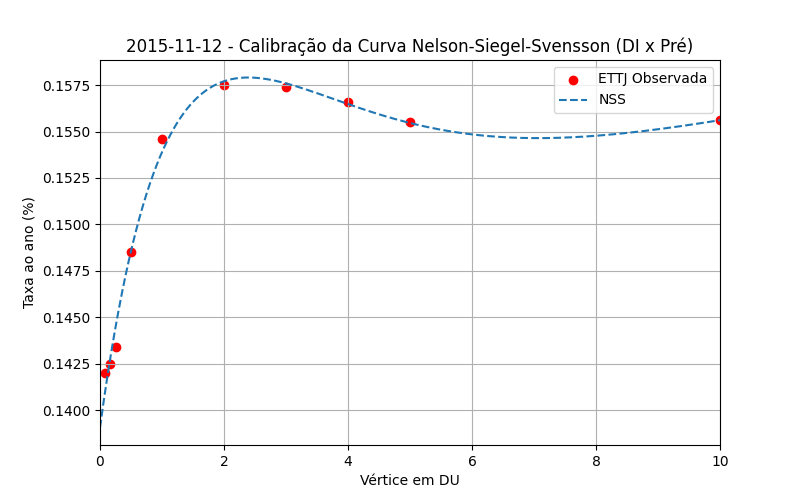 2015-11-12 - Calibração da Curva Nelson-Siegel-Svensson (DI x Pré)
ETTJ Observada
NSS
Taxa ao ano (%)
0.1575
0.1550
0.1525
0.1500
0.1475
0.1450
0.1425
0.1400
0 2 4 6 8 10
Vértice em DU